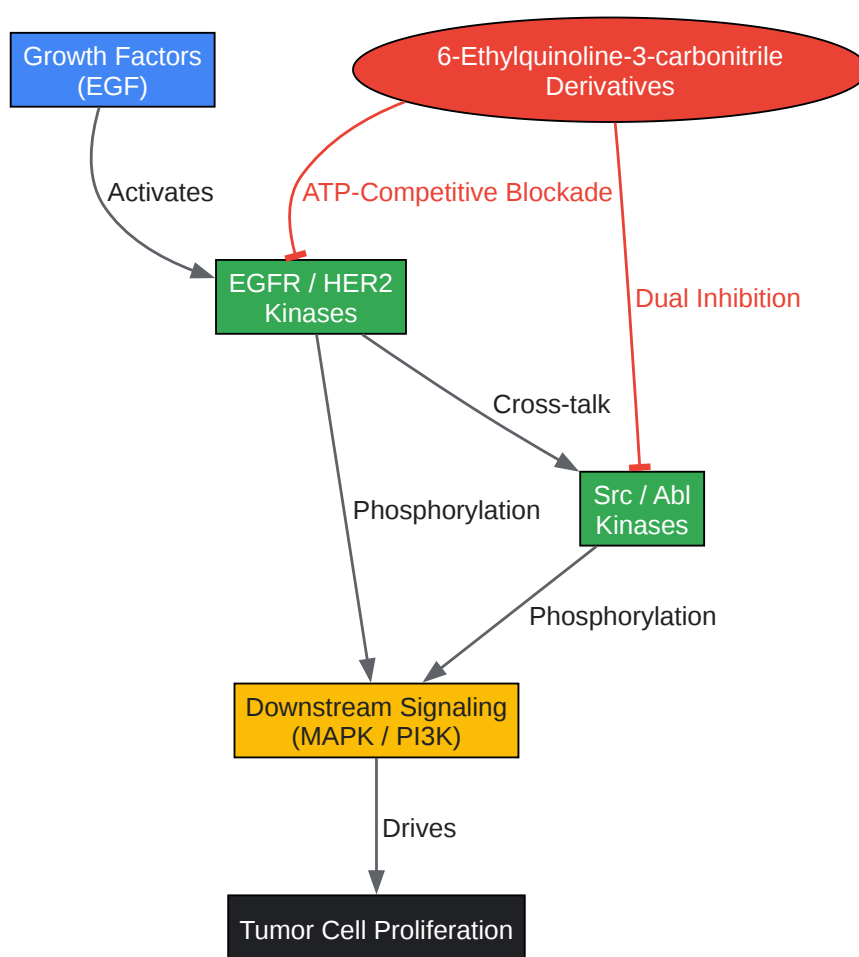 Growth Factors
(EGF)
6-Ethylquinoline-3-carbonitrile
Derivatives
Activates
ATP-Competitive Blockade
EGFR / HER2
Kinases
Dual Inhibition
Cross-talk
Src / Abl
Kinases
Phosphorylation
Phosphorylation
Downstream Signaling
(MAPK / PI3K)
Drives
Tumor Cell Proliferation